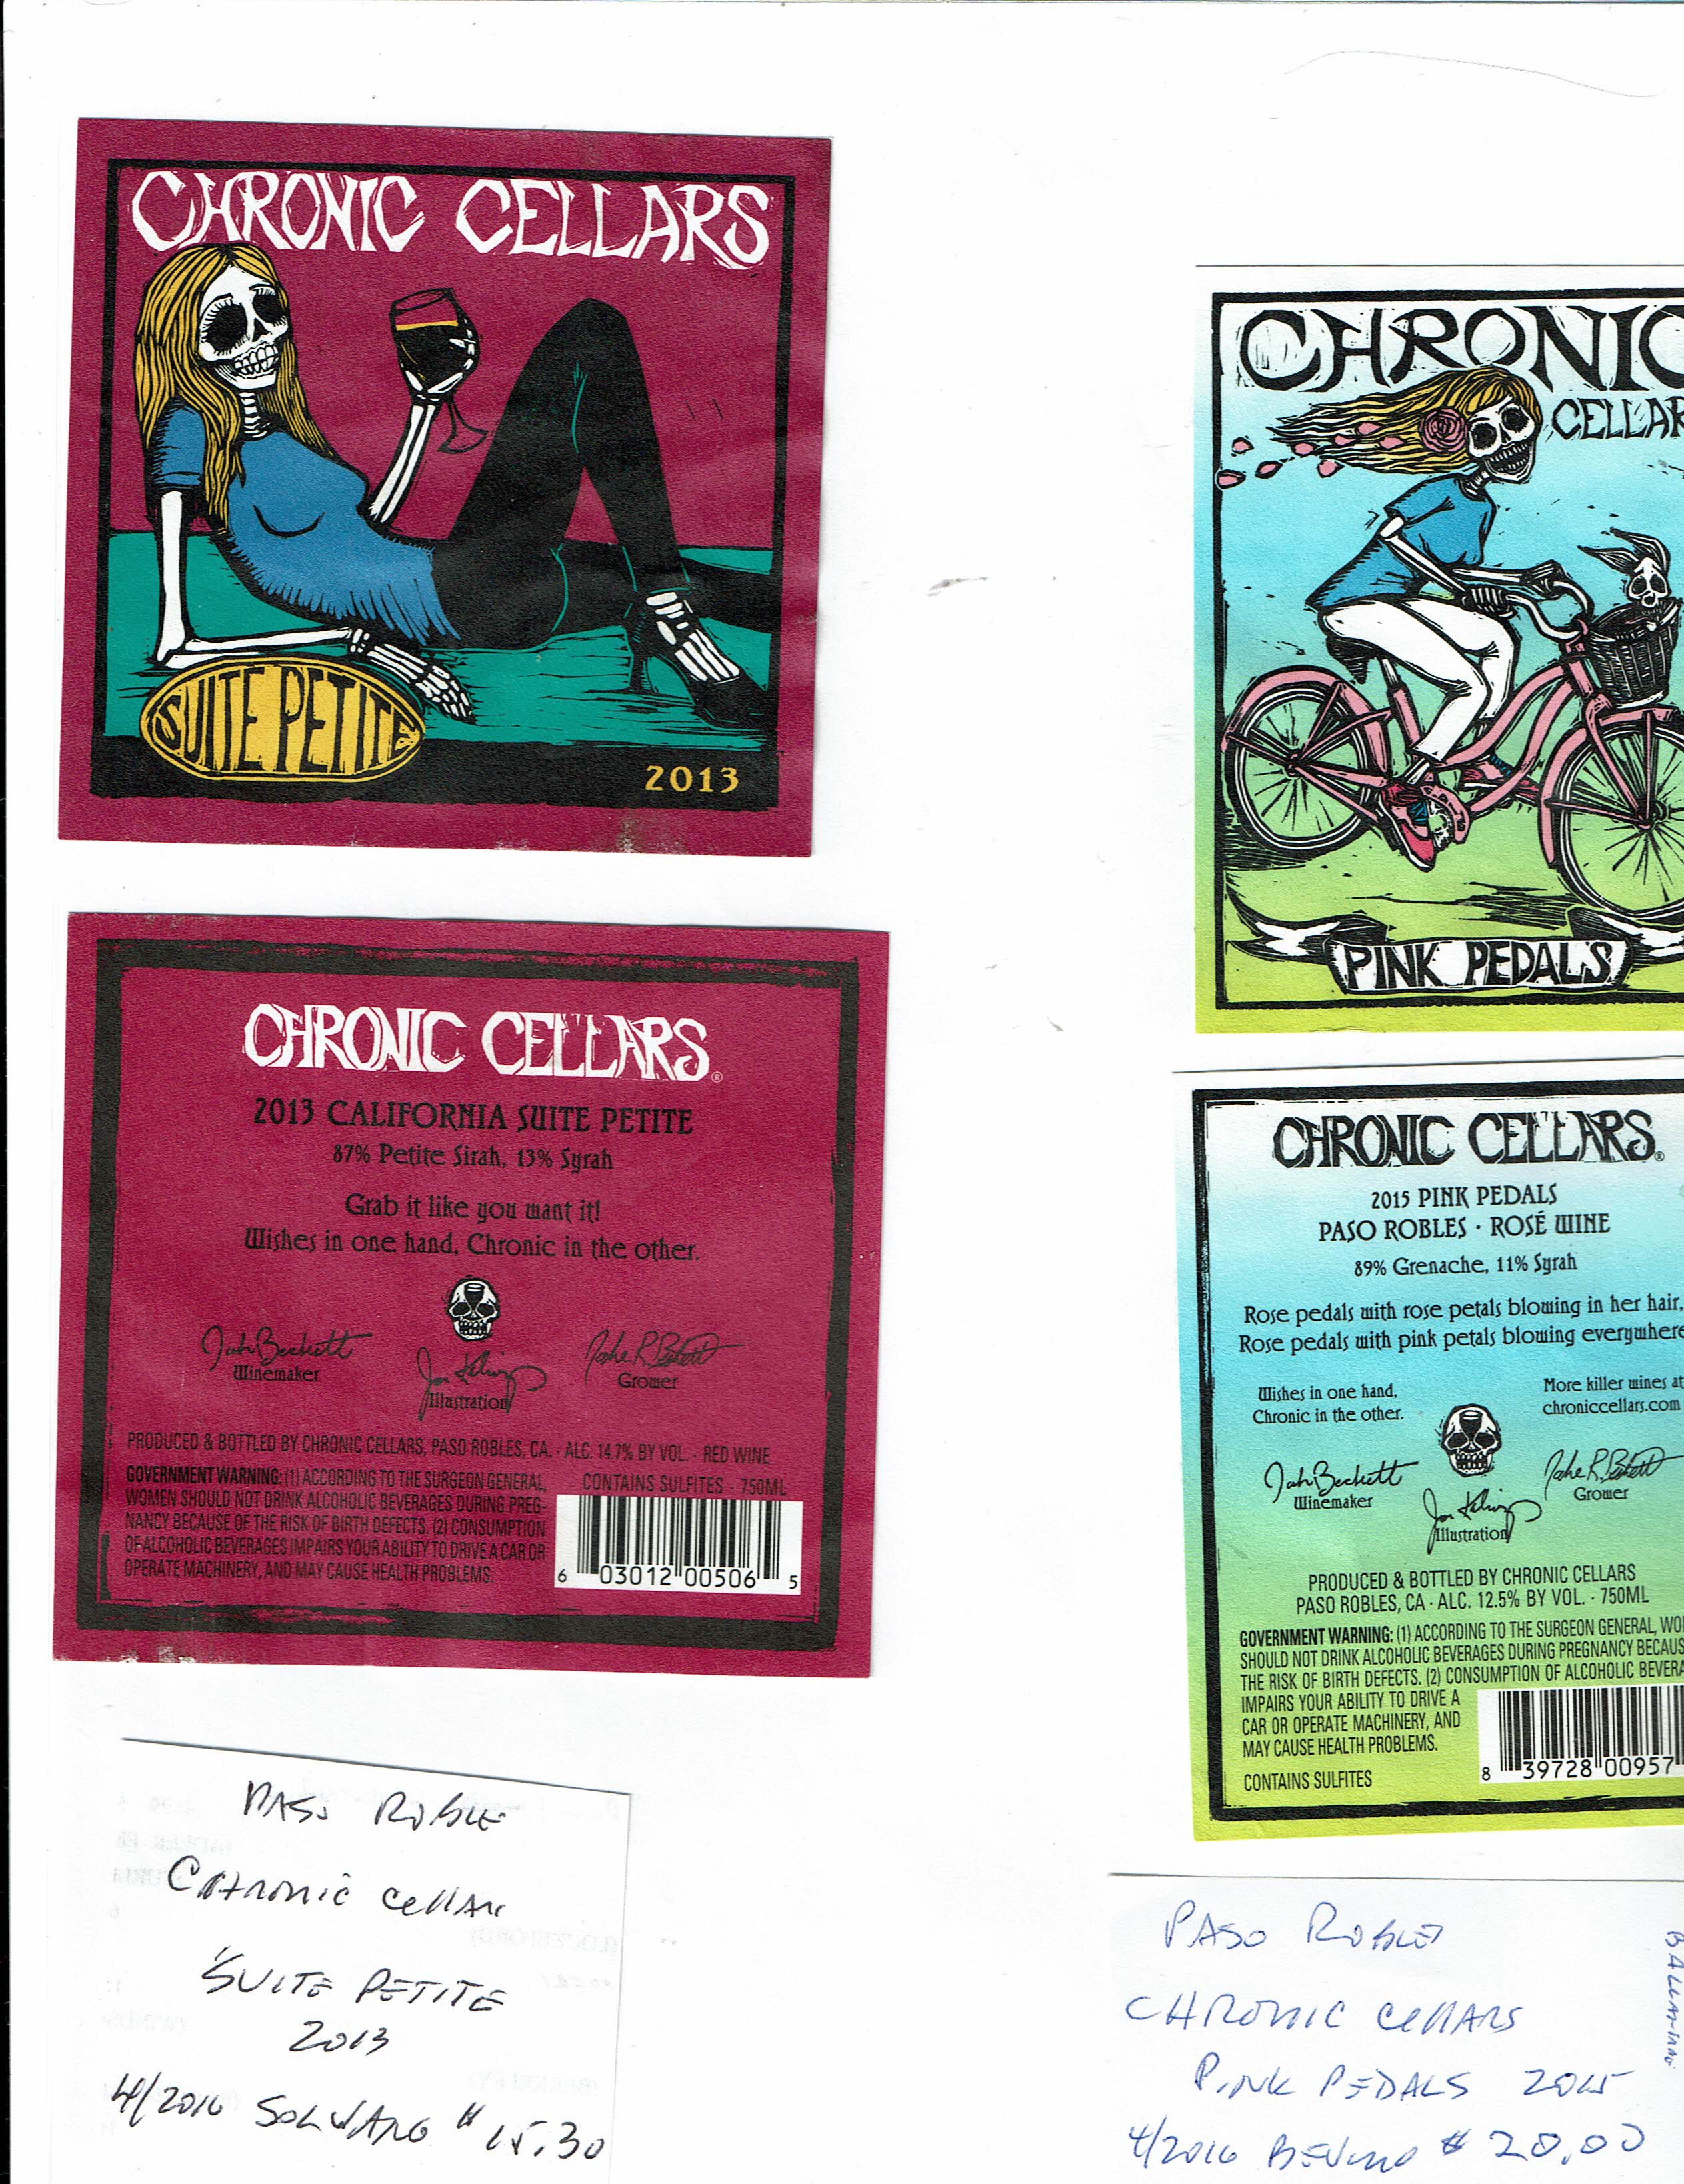 CHRONIC CELLARS
SUITE PETITE
2013
CHRONIC CELLARS®
2013 CALIFORNIA SUITE PETITE
87% Petite Sirah, 13% Syrah
Grab it like you want it!
Wishes in one hand, Chronic in the other.
Winemaker
Illustration
Grower
PRODUCED & BOTTLED BY CHRONIC CELLARS, PASO ROBLES, CA. · ALC. 14.7% BY VOL. · RED WINE
GOVERNMENT WARNING: (1) ACCORDING TO THE SURGEON GENERAL,
WOMEN SHOULD NOT DRINK ALCOHOLIC BEVERAGES DURING PREG-
NANCY BECAUSE OF THE RISK OF BIRTH DEFECTS. (2) CONSUMPTION
OF ALCOHOLIC BEVERAGES IMPAIRS YOUR ABILITY TO DRIVE A CAR OR
OPERATE MACHINERY, AND MAY CAUSE HEALTH PROBLEMS.
CONTAINS SULFITES · 750ML
6 03012 00506 5
PASO ROBLE
CHRONIC CELLAR
SUITE PETITE
2013
4/2016 SOLVANG $15.30
CHRONIC
CELLAR
PINK PEDALS
CHRONIC CELLARS®
2015 PINK PEDALS
PASO ROBLES · ROSÉ WINE
89% Grenache, 11% Syrah
Rose pedals with rose petals blowing in her hair,
Rose pedals with pink petals blowing everywhere
Wishes in one hand,
Chronic in the other.
More killer wines at
chroniccellars.com
Winemaker
Illustration
Grower
PRODUCED & BOTTLED BY CHRONIC CELLARS
PASO ROBLES, CA · ALC. 12.5% BY VOL. · 750ML
GOVERNMENT WARNING: (1) ACCORDING TO THE SURGEON GENERAL, WO
SHOULD NOT DRINK ALCOHOLIC BEVERAGES DURING PREGNANCY BECAUS
THE RISK OF BIRTH DEFECTS. (2) CONSUMPTION OF ALCOHOLIC BEVERA
IMPAIRS YOUR ABILITY TO DRIVE A
CAR OR OPERATE MACHINERY, AND
MAY CAUSE HEALTH PROBLEMS.
CONTAINS SULFITES
8 39728 00957
PASO ROBLES
CHRONIC CELLARS
PINK PEDALS 2015
4/2016 BEVMO $20.00